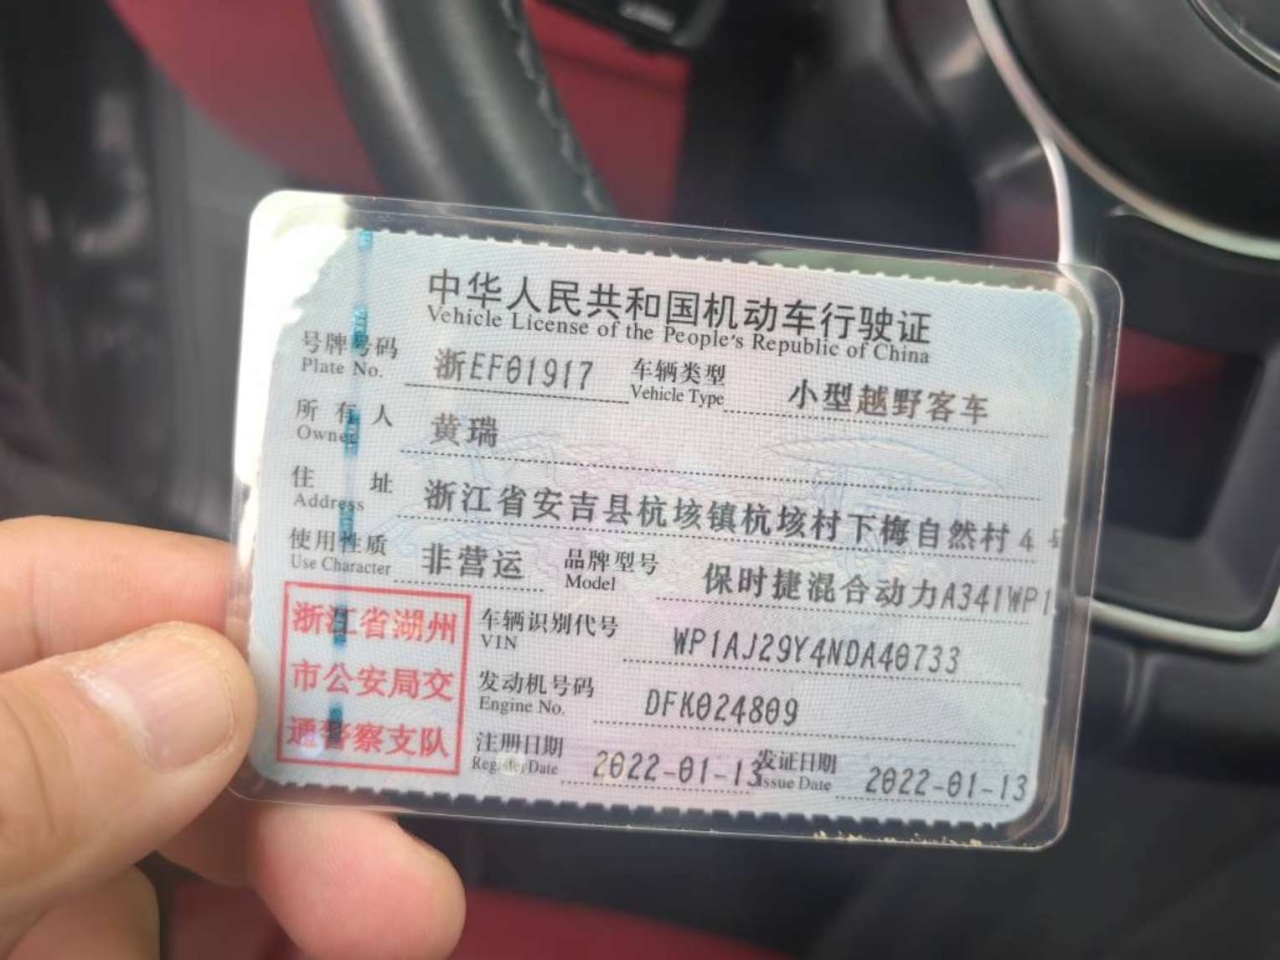 中华人民共和国机动车行驶证
Vehicle License of the People's Republic of China
号牌号码 浙EF01917 车辆类型 小型越野客车
Plate No. Vehicle Type
所有人 黄瑞
Owner
住址 浙江省安吉县杭垓镇杭垓村下梅自然村4号
Address
使用性质 非营运 品牌型号 保时捷混合动力A341WP1
Use Character Model
浙江省湖州 车辆识别代号 WP1AJ29Y4NDA40733
VIN
市公安局交 发动机号码 DFK024809
Engine No.
通警察支队 注册日期 2022-01-13 发证日期 2022-01-13
Register Date Issue Date